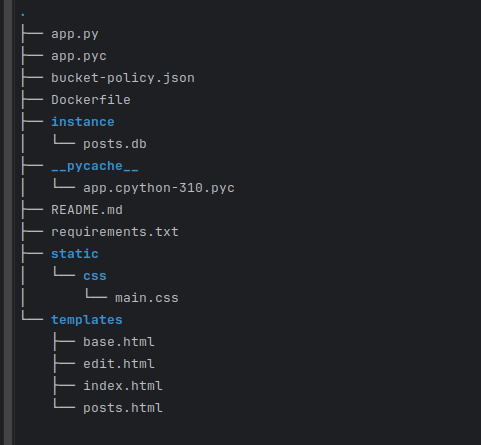 .
├── app.py
├── app.pyc
├── bucket-policy.json
├── Dockerfile
├── instance
│   └── posts.db
├── __pycache__
│   └── app.cpython-310.pyc
├── README.md
├── requirements.txt
├── static
│   └── css
│       └── main.css
└── templates
    ├── base.html
    ├── edit.html
    ├── index.html
    └── posts.html